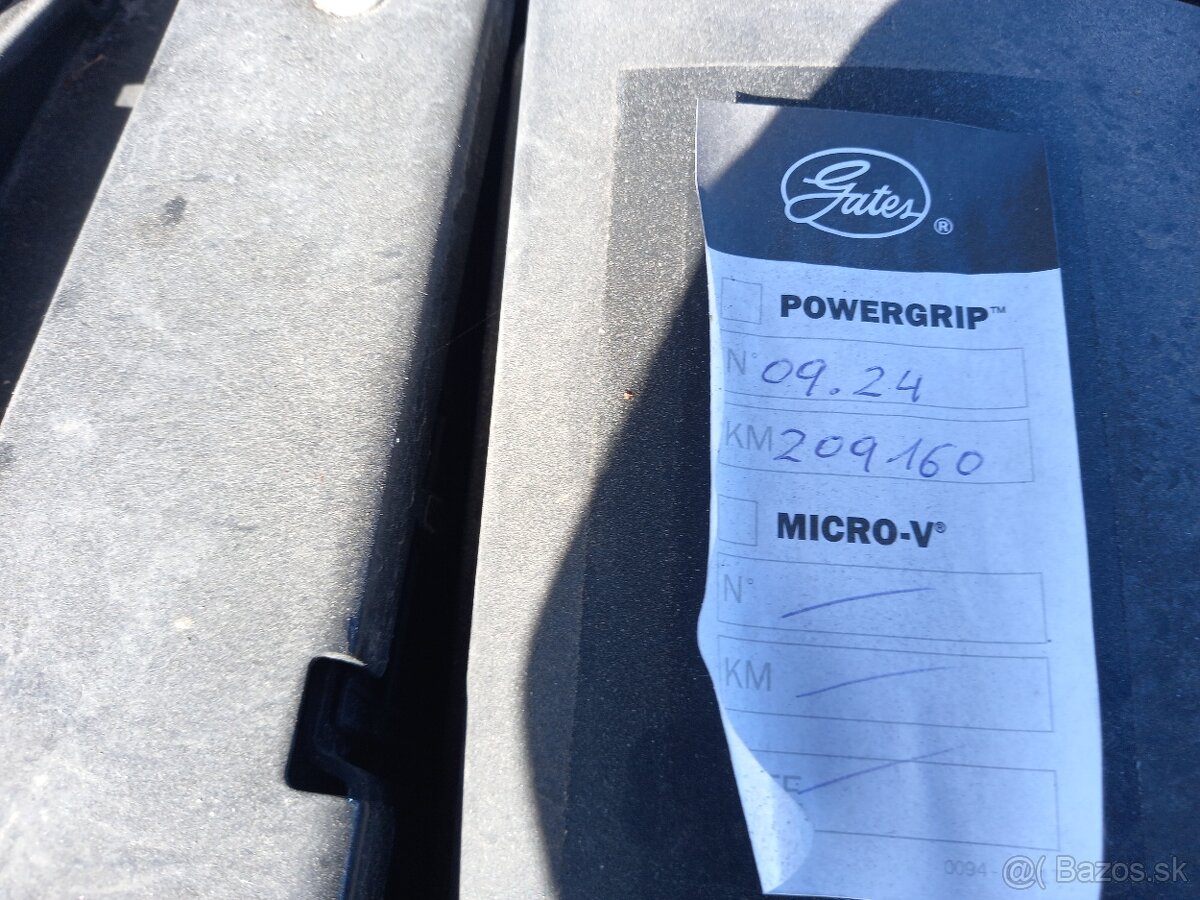 Gates®
POWERGRIP™
N° 09.24
KM 209160
MICRO-V®
N°
KM
0094-
@( Bazos.sk